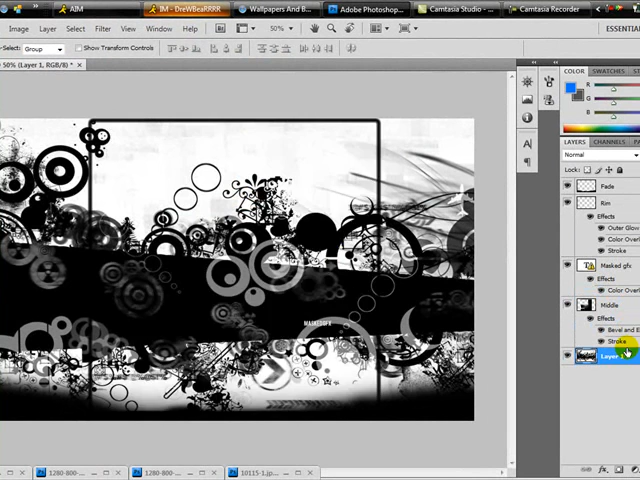 AIM
IM - DreWBeaRRRR
Wallpapers And B...
Adobe Photoshop...
Camtasia Studio - ...
Camtasia Recorder
Image Layer Select Filter View Window Help
50%
ESSENTIA
Select: Group
Show Transform Controls
50% (Layer 1, RGB/8) *
COLOR SWATCHES
R
G
B
LAYERS CHANNELS
Normal
Lock:
Fade
Rim
Effects
Outer Glow
Color Overl
Stroke
Masked gfx
Effects
Color Overl
Middle
Effects
Bevel and E
Stroke
Layer
MASKEDGFX
1280-800-...
1280-800-...
10115-1.jp...